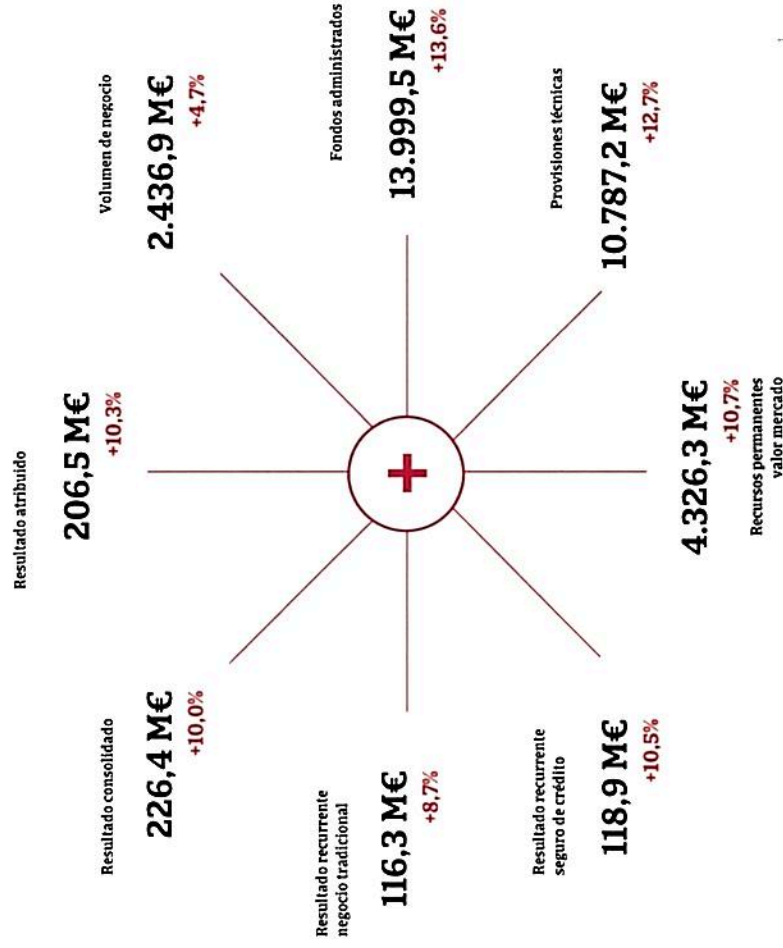 Resultado atribuido
206,5 M€
+10,3%
Resultado consolidado
226,4 M€
+10,0%
Volumen de negocio
2.436,9 M€
+4,7%
Resultado recurrente
negocio tradicional
116,3 M€
+8,7%
Fondos administrados
13.999,5 M€
+13,6%
Resultado recurrente
seguro de crédito
118,9 M€
+10,5%
Provisiones técnicas
10.787,2 M€
+12,7%
4.326,3 M€
+10,7%
Recursos permanentes
valor mercado